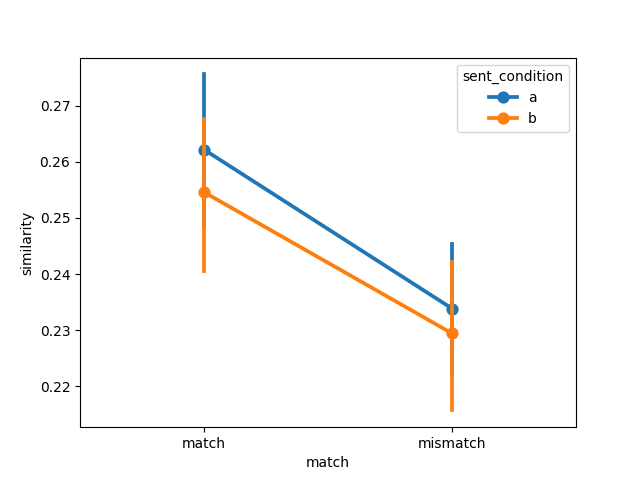 sent_condition
a
b
0.27
0.26
0.25
0.24
0.23
0.22
similarity
match
mismatch
match